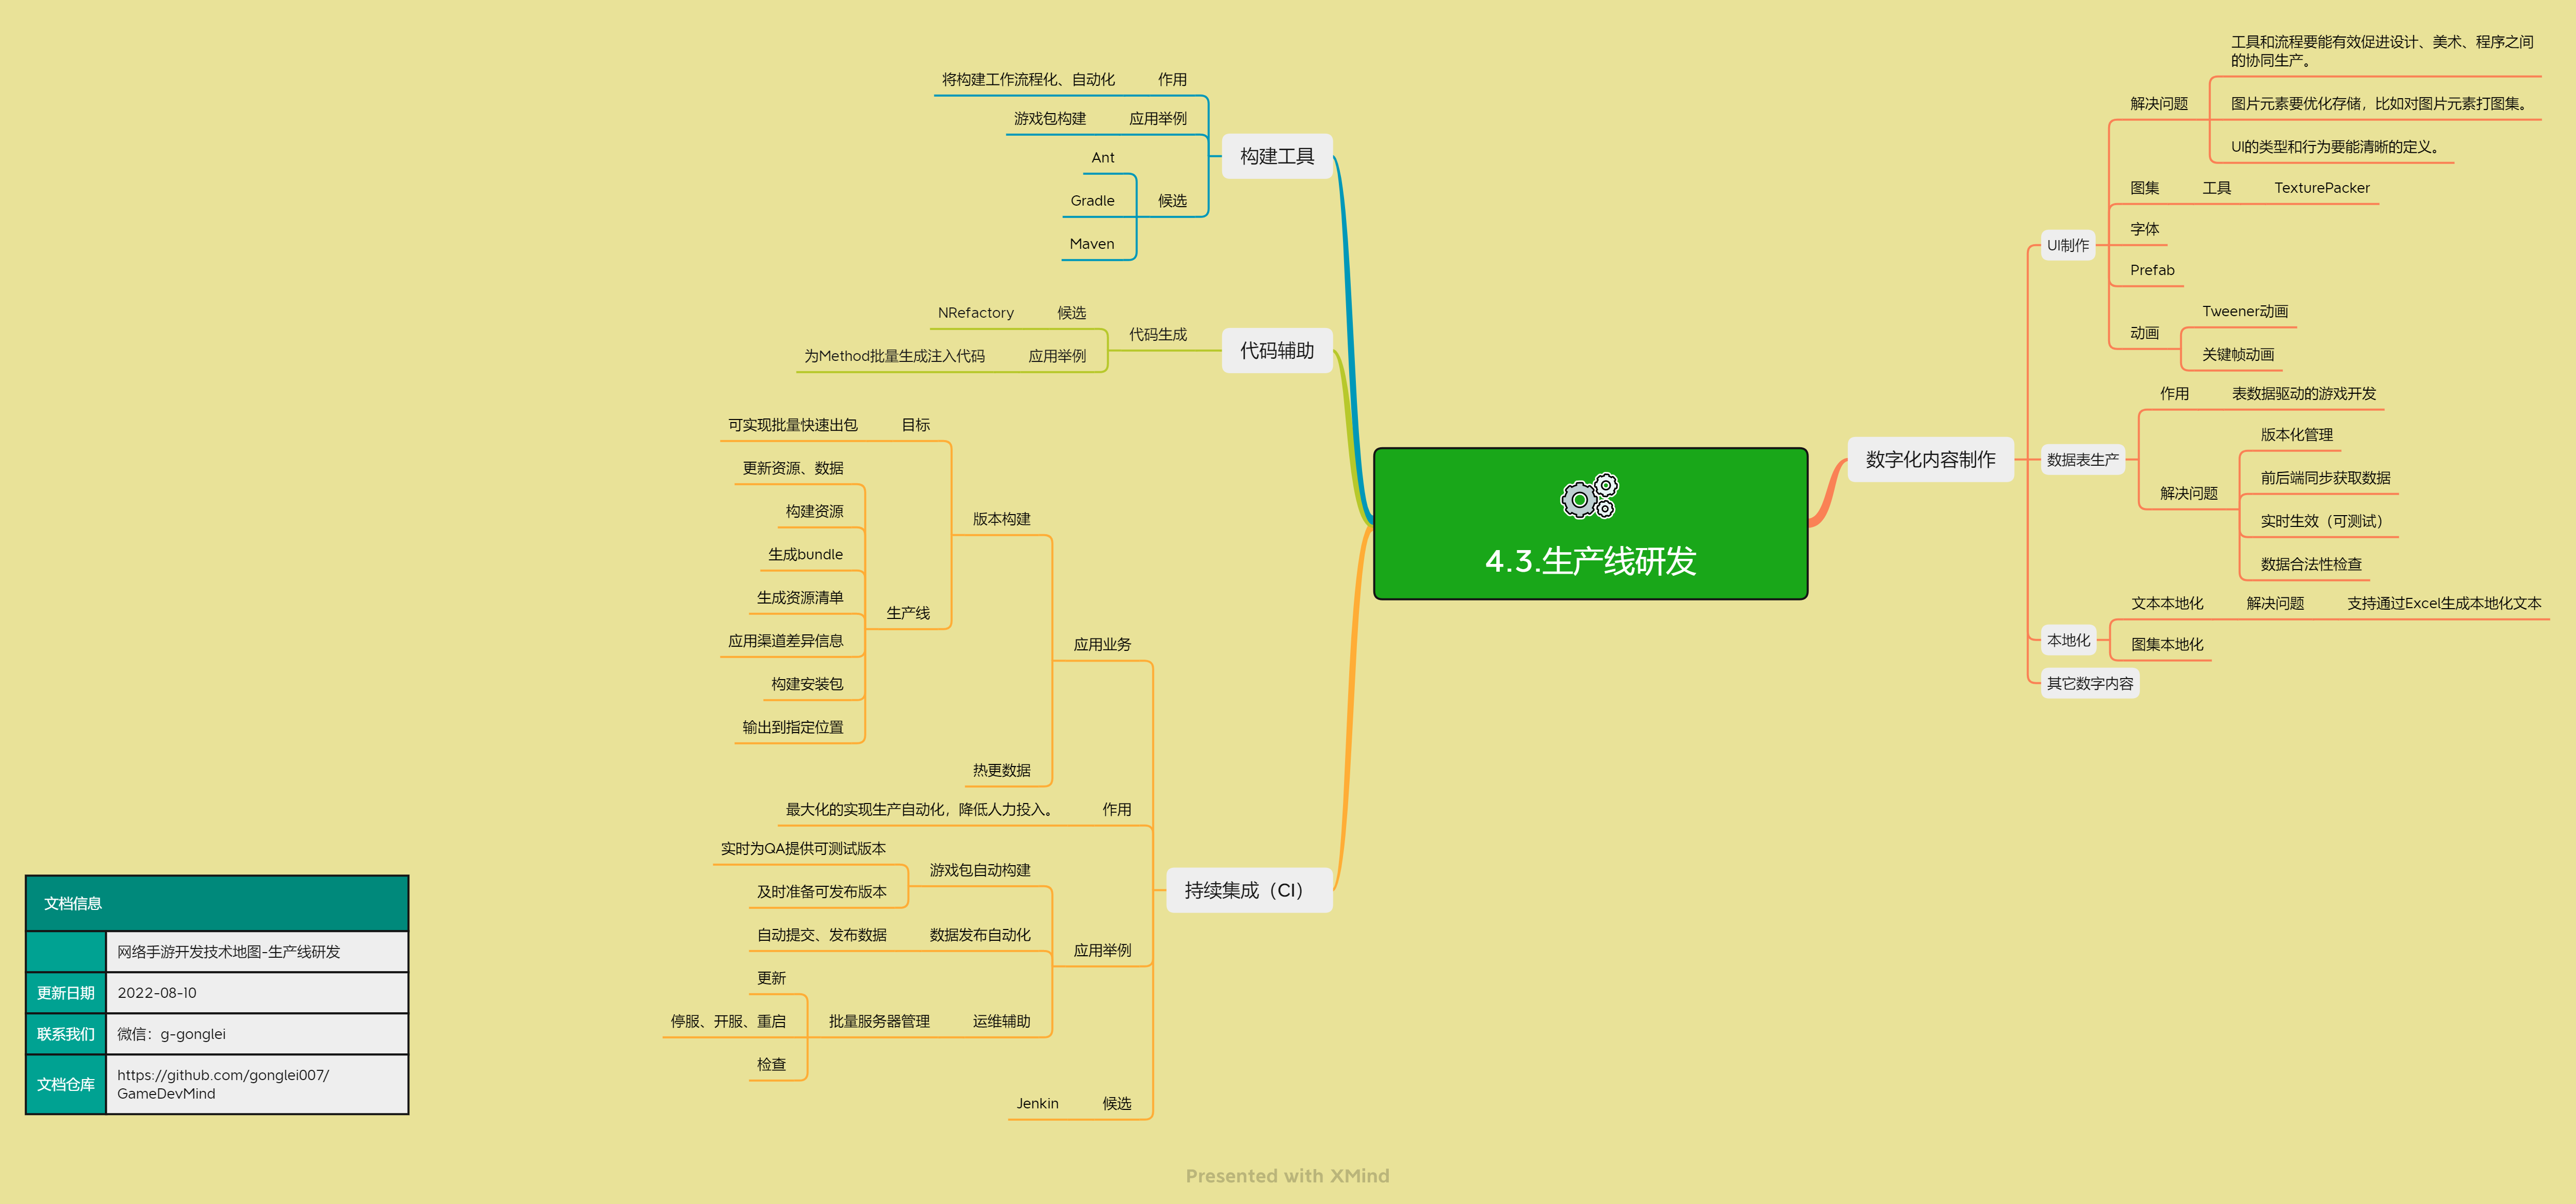 4.3.生产线研发
数字化内容制作
UI制作
解决问题
工具和流程要能有效促进设计、美术、程序之间
的协同生产。
图片元素要优化存储，比如对图片元素打图集。
UI的类型和行为要能清晰的定义。
图集
工具
TexturePacker
字体
Prefab
动画
Tweener动画
关键帧动画
数据表生产
作用
表数据驱动的游戏开发
解决问题
版本化管理
前后端同步获取数据
实时生效（可测试）
数据合法性检查
本地化
文本本地化
解决问题
支持通过Excel生成本地化文本
图集本地化
其它数字内容
构建工具
作用
将构建工作流程化、自动化
应用举例
游戏包构建
候选
Ant
Gradle
Maven
代码辅助
代码生成
候选
NRefactory
应用举例
为Method批量生成注入代码
持续集成（CI）
应用业务
版本构建
目标
可实现批量快速出包
生产线
更新资源、数据
构建资源
生成bundle
生成资源清单
应用渠道差异信息
构建安装包
输出到指定位置
热更数据
作用
最大化的实现生产自动化，降低人力投入。
应用举例
游戏包自动构建
实时为QA提供可测试版本
及时准备可发布版本
数据发布自动化
自动提交、发布数据
运维辅助
批量服务器管理
更新
停服、开服、重启
检查
候选
Jenkin
文档信息
网络手游开发技术地图-生产线研发
更新日期
2022-08-10
联系我们
微信：g-gonglei
文档仓库
https://github.com/gonglei007/
GameDevMind
Presented with XMind